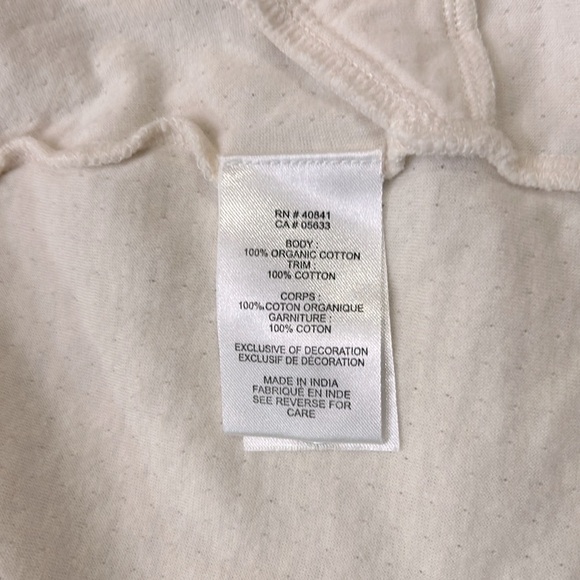 RN # 40841
CA # 05633
BODY :
100% ORGANIC COTTON
TRIM :
100% COTTON
CORPS :
100% COTON ORGANIQUE
GARNITURE :
100% COTON
EXCLUSIVE OF DECORATION
EXCLUSIF DE DÉCORATION
MADE IN INDIA
FABRIQUÉ EN INDE
SEE REVERSE FOR
CARE